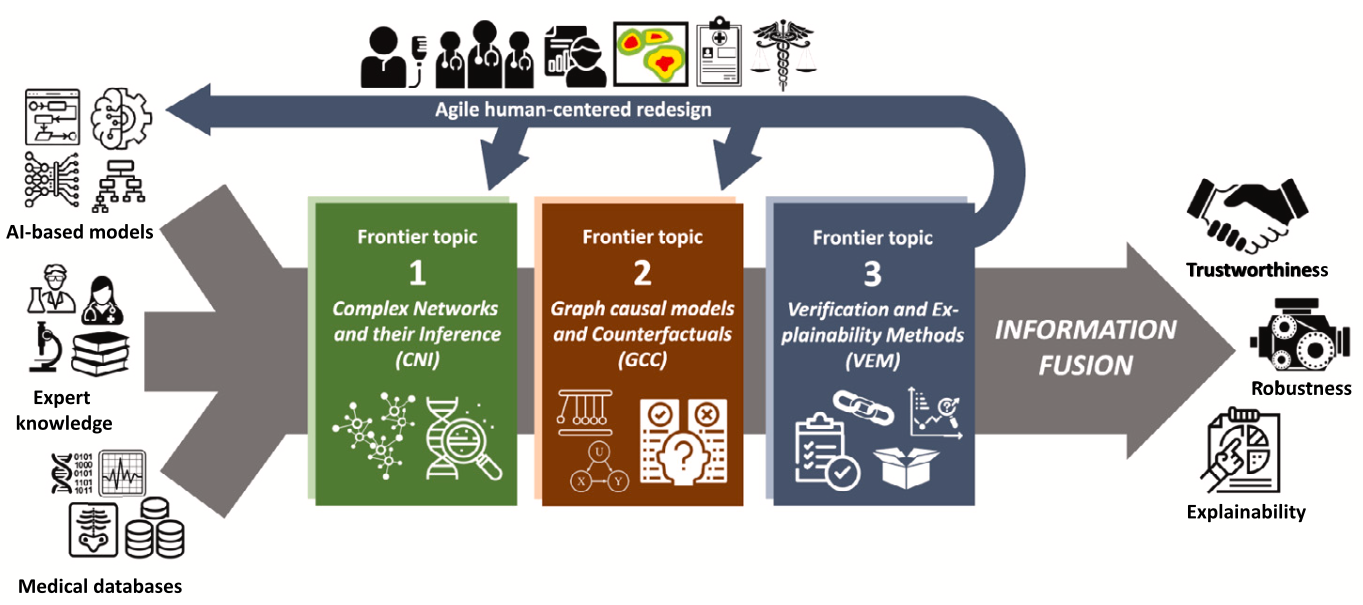 Agile human-centered redesign
AI-based models
Expert
knowledge
0101
1000
0101
1101
1011
Medical databases
Frontier topic
1
Complex Networks
and their Inference
(CNI)
Frontier topic
2
Graph causal models
and Counterfactuals
(GCC)
U
X
Y
Frontier topic
3
Verification and Ex-
plainability Methods
(VEM)
?
?
INFORMATION
FUSION
Trustworthiness
Robustness
Explainability